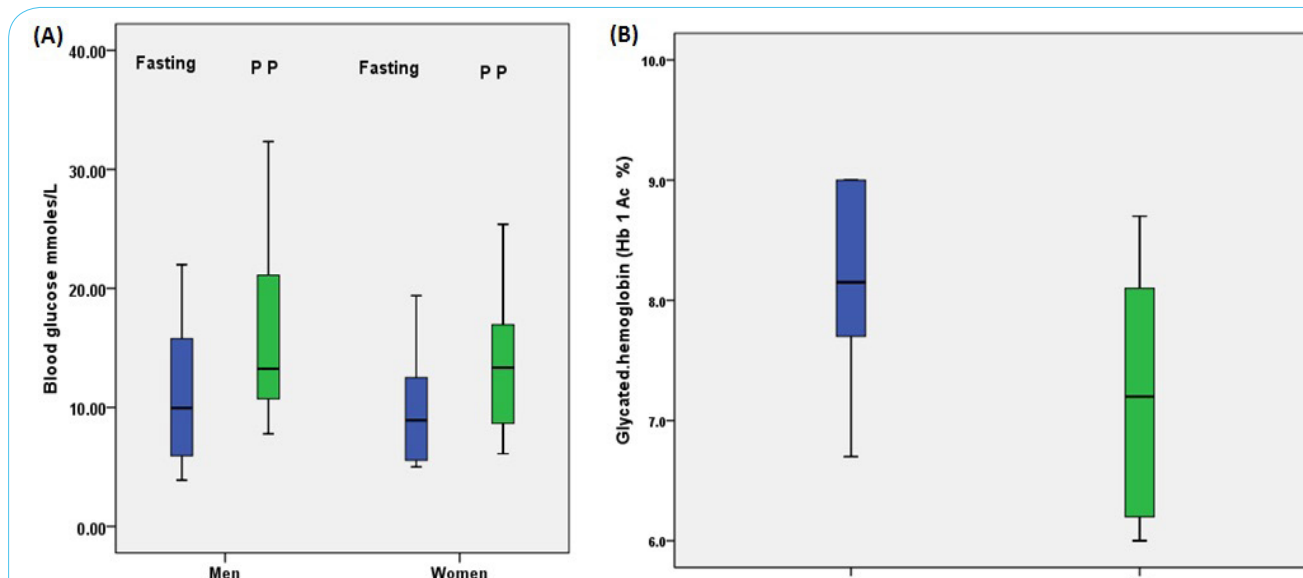 (A)
Fasting
P P
Fasting
P P
Blood glucose mmoles/L
40.00
30.00
20.00
10.00
0.00
Men
Women
(B)
Glycated.hemoglobin (Hb 1 Ac %)
10.0
9.0
8.0
7.0
6.0